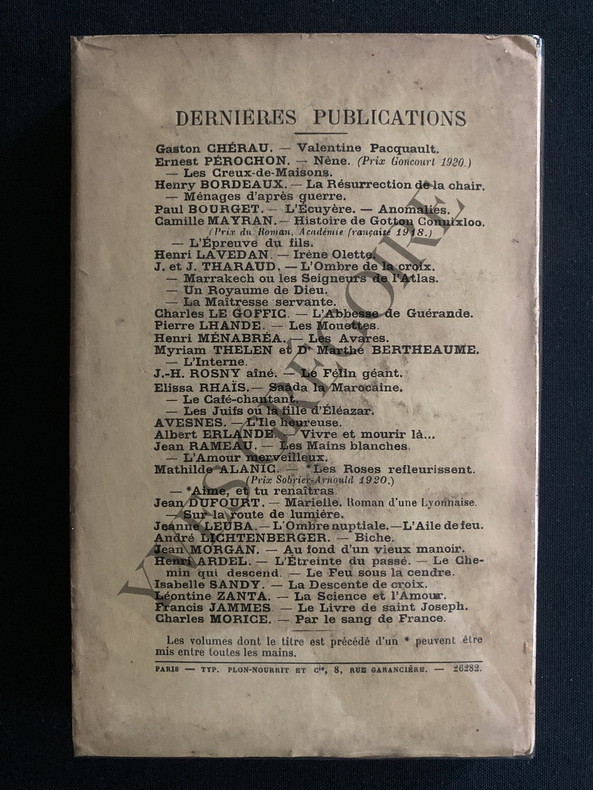 DERNIÈRES PUBLICATIONS
Gaston CHÉRAU. — Valentine Pacquault.
Ernest PÉROCHON. — Nêne. (Prix Goncourt 1920.)
— Les Creux-de-Maisons.
Henry BORDEAUX. — La Résurrection de la chair.
— Ménages d'après guerre.
Paul BOURGET. — L'Écuyère. — Anomalies.
Camille MAYRAN. — Histoire de Gotton Connixloo.
(Prix du Roman, Académie française 1918.)
— L'Épreuve du fils.
Henri LAVEDAN. — Irène Olette.
J. et J. THARAUD. — L'Ombre de la croix.
— Marrakech ou les Seigneurs de l'Atlas.
— Un Royaume de Dieu.
— La Maîtresse servante.
Charles LE GOFFIC. — L'Abbesse de Guérande.
Pierre LHANDE. — Les Mouettes.
Henri MÉNABRÉA. — Les Avares.
Myriam THELEN et Dr Marthe BERTHEAUME.
— L'Interne.
J.-H. ROSNY aîné. — Le Félin géant.
Elissa RHAÏS. — Saâda la Marocaine.
— Le Café-chantant.
— Les Juifs ou la fille d'Éléazar.
AVESNES. — L'Ile heureuse.
Albert ERLANDE. — Vivre et mourir là...
Jean RAMEAU. — Les Mains blanches.
— L'Amour merveilleux.
Mathilde ALANIC. — *Les Roses refleurissent.
(Prix Sobrier-Arnould 1920.)
— *Aime, et tu renaîtras.
Jean DUFOURT. — Marielle. Roman d'une Lyonnaise.
— Sur la route de lumière.
Jeanne LEUBA. — L'Ombre nuptiale. — L'Aile de feu.
André LICHTENBERGER. — Biche.
Jean MORGAN. — Au fond d'un vieux manoir.
Henri ARDEL. — L'Étreinte du passé. — Le Che-
min qui descend. — Le Feu sous la cendre.
Isabelle SANDY. — La Descente de croix.
Léontine ZANTA. — La Science et l'Amour.
Francis JAMMES. — Le Livre de saint Joseph.
Charles MORICE. — Par le sang de France.
Les volumes dont le titre est précédé d'un * peuvent être
mis entre toutes les mains.
PARIS — TYP. PLON-NOURRIT ET Cie, 8, RUE GARANCIÈRE. — 26282.